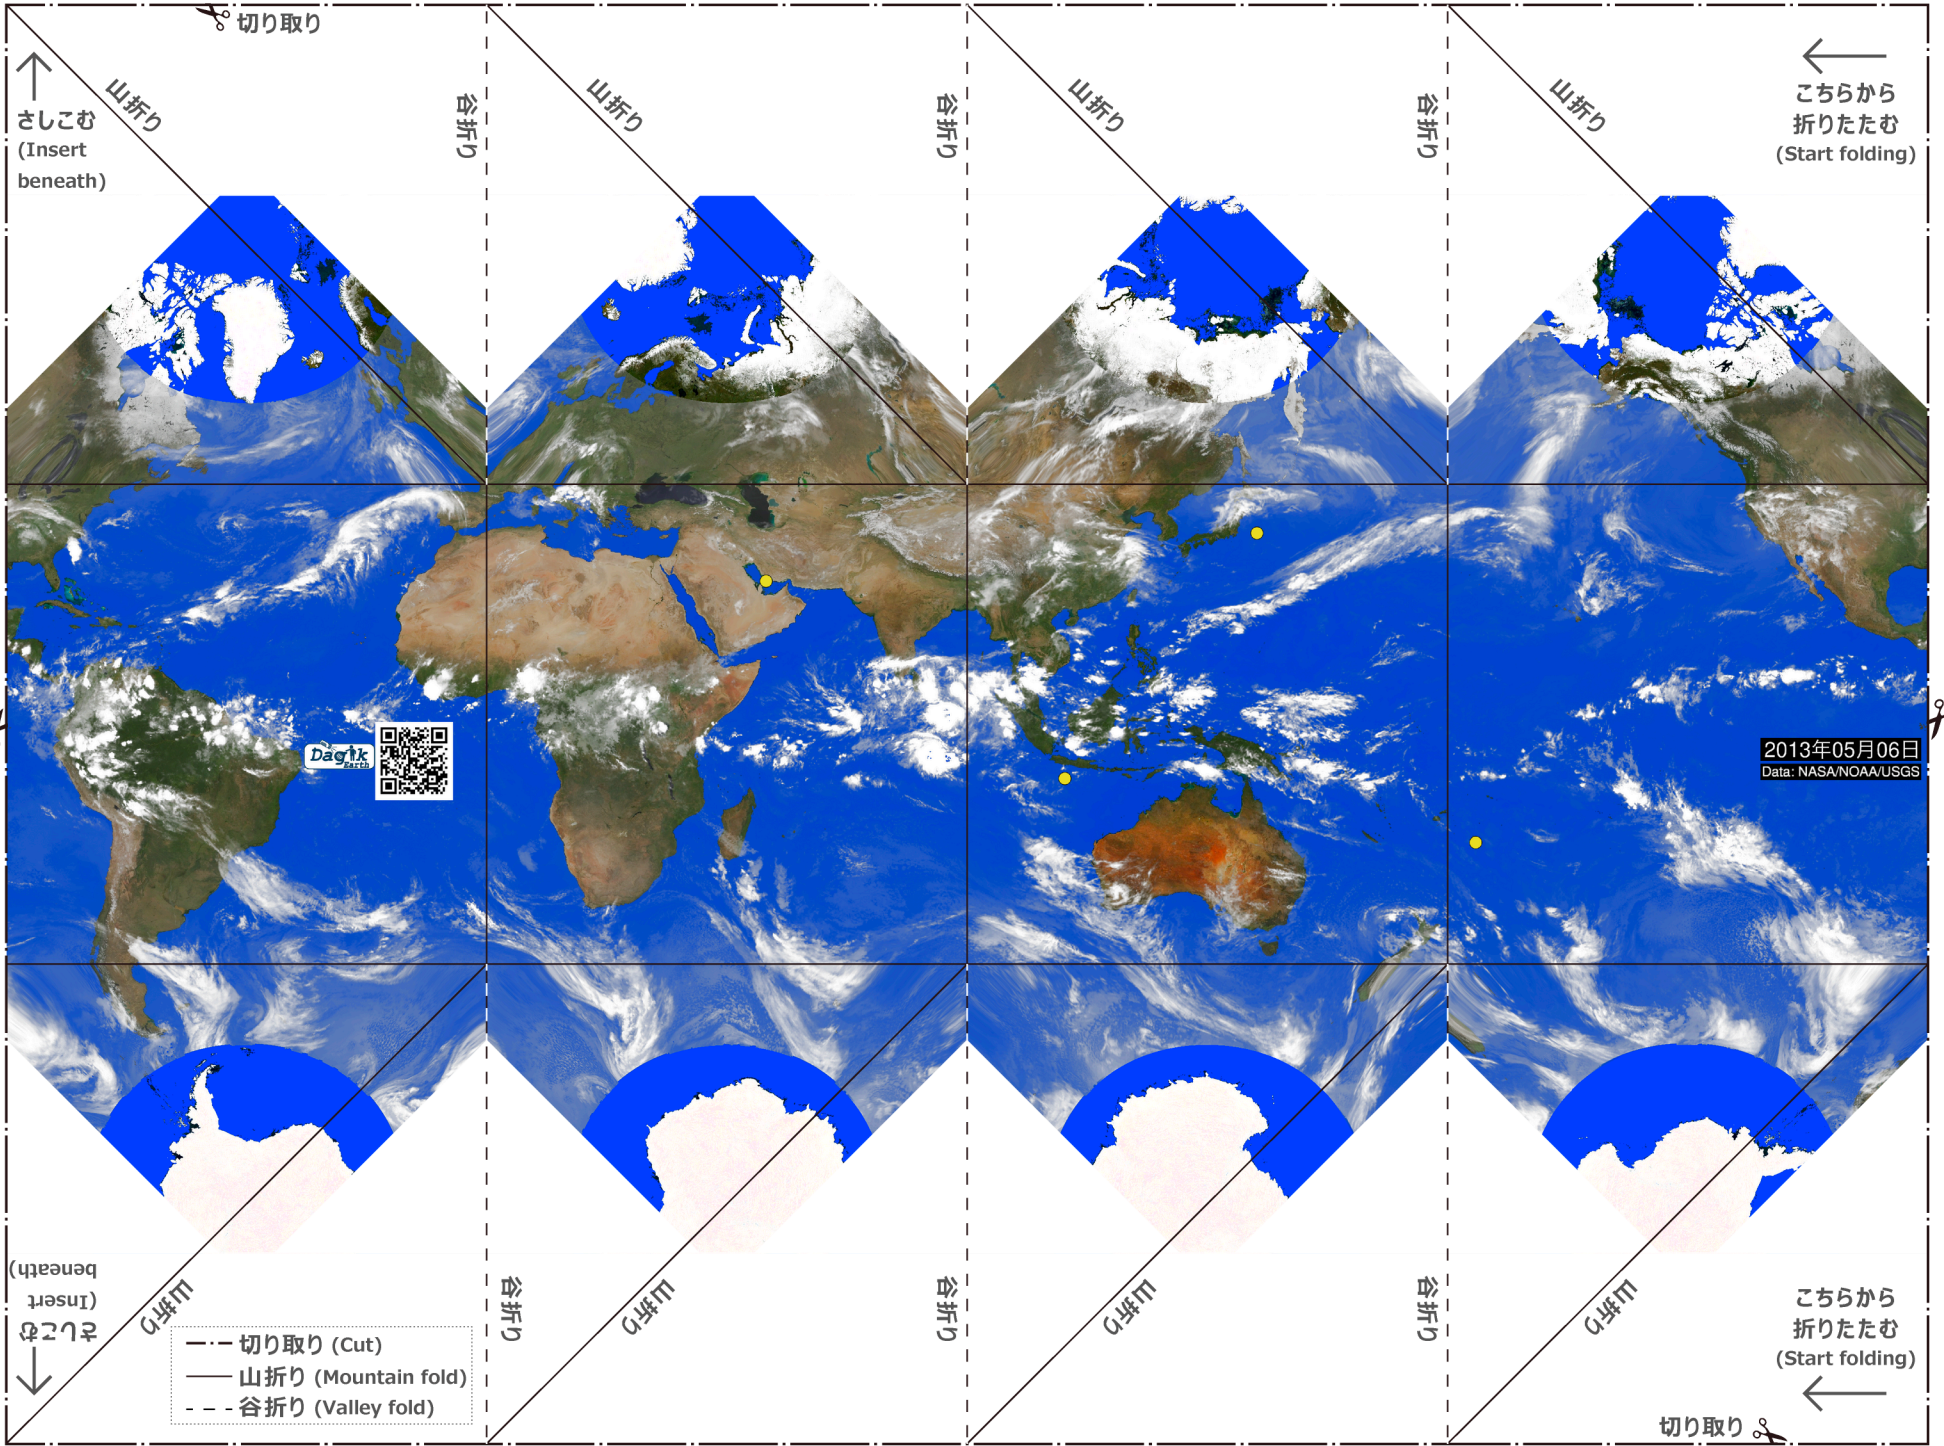 切り取り
さしこむ
(Insert
beneath)
山折り
谷折り
山折り
谷折り
山折り
谷折り
山折り
こちらから
折りたたむ
(Start folding)
Dagik
Earth
2013年05月06日
Data: NASA/NOAA/USGS
さしこむ
(Insert
beneath)
山折り
谷折り
山折り
谷折り
山折り
谷折り
山折り
こちらから
折りたたむ
(Start folding)
切り取り (Cut)
山折り (Mountain fold)
谷折り (Valley fold)
切り取り